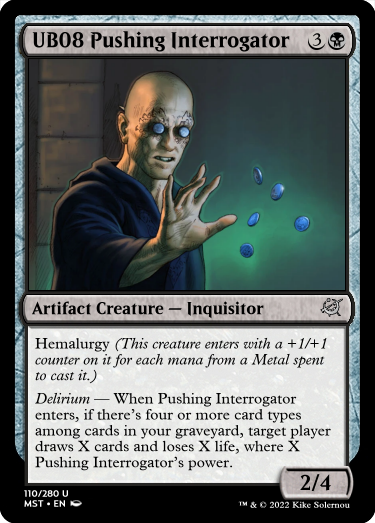 UB08 Pushing Interrogator 3
Artifact Creature — Inquisitor
Hemalurgy (This creature enters with a +1/+1
counter on it for each mana from a Metal spent
to cast it.)
Delirium — When Pushing Interrogator
enters, if there's four or more card types
among cards in your graveyard, target player
draws X cards and loses X life, where X
Pushing Interrogator's power.
2/4
110/280 U
MST • EN Kike Solernou
™ & © 2022 Kike Solernou